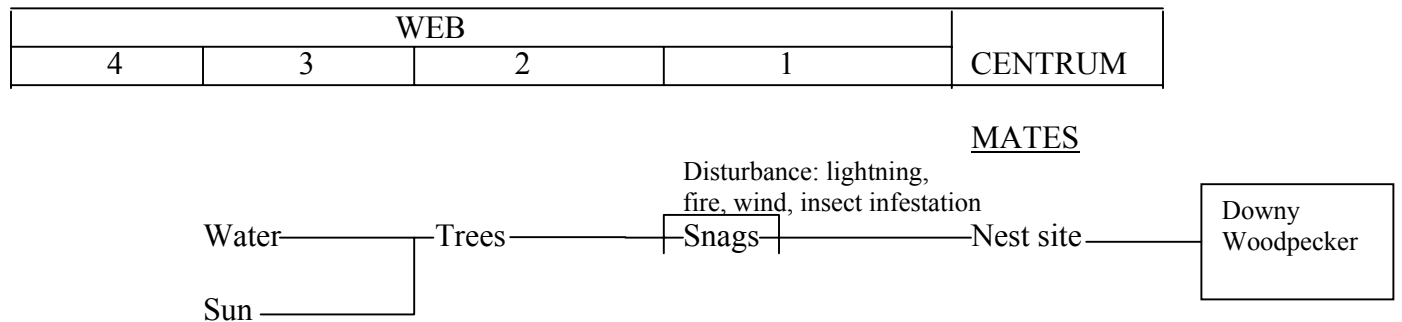 WEB
4 3 2 1 CENTRUM
MATES
Disturbance: lightning,
fire, wind, insect infestation
Water Trees Snags Nest site
Downy
Woodpecker
Sun